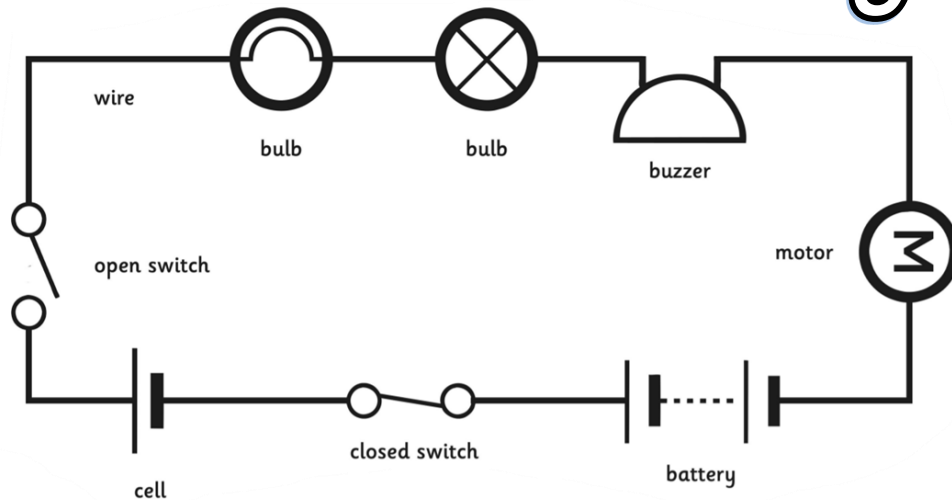 wire
bulb
bulb
buzzer
motor
M
open switch
closed switch
battery
cell